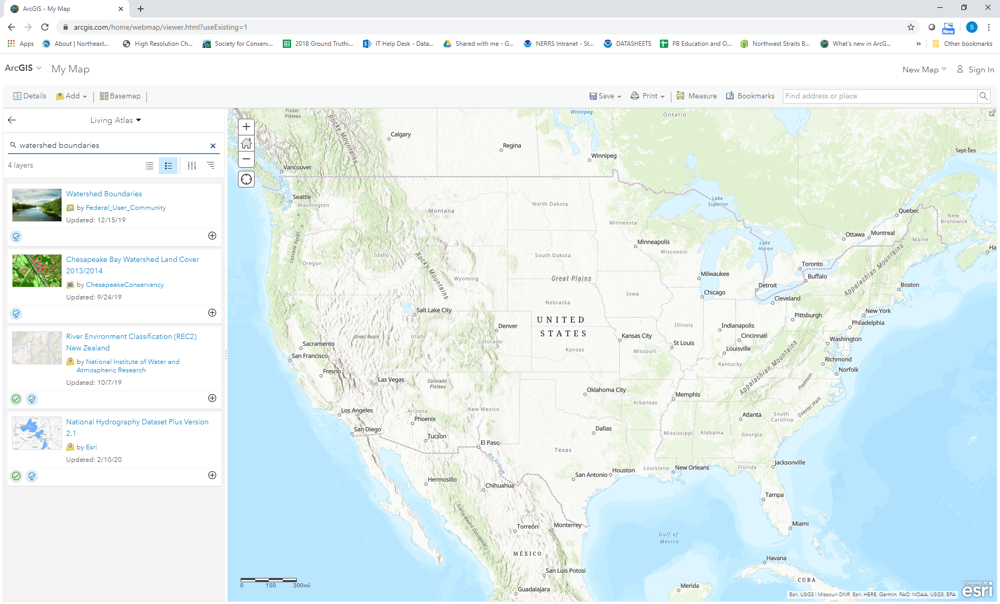 ArcGIS - My Map
arcgis.com/home/webmap/viewer.html?useExisting=1
New
S
Apps
About | Northeast...
High Resolution Ch...
Society for Conserv...
2018 Ground Truthi...
IT Help Desk - Data...
Shared with me - G...
NERRS Intranet - St...
DATASHEETS
PB Education and O...
Northwest Straits B...
What's new in ArcG...
»
Other bookmarks
ArcGIS
My Map
New Map
Sign In
Details
Add
Basemap
Save
Print
Measure
Bookmarks
Find address or place
Living Atlas
watershed boundaries
4 layers
Watershed Boundaries
by Federal_User_Community
Updated: 12/15/19
Chesapeake Bay Watershed Land Cover
2013/2014
by ChesapeakeConservancy
Updated: 9/24/19
River Environment Classification (REC2)
New Zealand
by National Institute of Water and
Atmospheric Research
Updated: 10/7/19
National Hydrography Dataset Plus Version
2.1
by Esri
Updated: 2/10/20
Fraser
Plateau
Rocky Mountains
Calgary
Regina
Winnipeg
Winnipeg
Ontario
Sept-Îles
Vancouver
Seattle
Washington
Montana
North Dakota
Minnesota
Lake
Superior
Quebec
New
Brunswick
Ottawa
Montreal
Maine
Ha
Cascade Range
Idaho
Oregon
Rocky Mountains
Wyoming
South Dakota
Minneapolis
Wisconsin
Lake
Huron
Toronto
Buffalo
Appalachian Mountains
Boston
Great Plains
Milwaukee
Chicago
Detroit
Cleveland
Iowa
Nebraska
Salt Lake City
New York
Philadelphia
Pittsburgh
UNITED
STATES
Denver
Illinois
Indianapolis
Cincinnati
Great Basin
Utah
Colorado
Kansas City
Kansas
Missouri
St Louis
Louisville
Kentucky
Washington
Richmond
Norfolk
Sacramento
San Francisco
Fresno
Las Vegas
Colorado
Plateau
Appalachian Mountains
Piedmont
Coastal Plain
Oklahoma City
Arkansas
Memphis
Los Angeles
Arizona
Phoenix
New Mexico
Atlanta
South
Carolina
San Diego
Tucson
El Paso
Dallas
Texas
Mississippi
Alabama
Georgia
Rio Grande
Jacksonville
San Antonio
Houston
Louisiana
New Orleans
Florida
Hermosillo
Chihuahua
Sierra Madre Occidental
Tampa
Torreón
Monterrey
Miami
Gulf of
Mexico
MÉXICO
Havana
San Luis Potosi
CUBA
Merida
Guadalajara
0 150 300mi
Esri, USGS | Missouri DNR, Esri, HERE, Garmin, FAO, NOAA, USGS, EPA
POWERED BY
esri